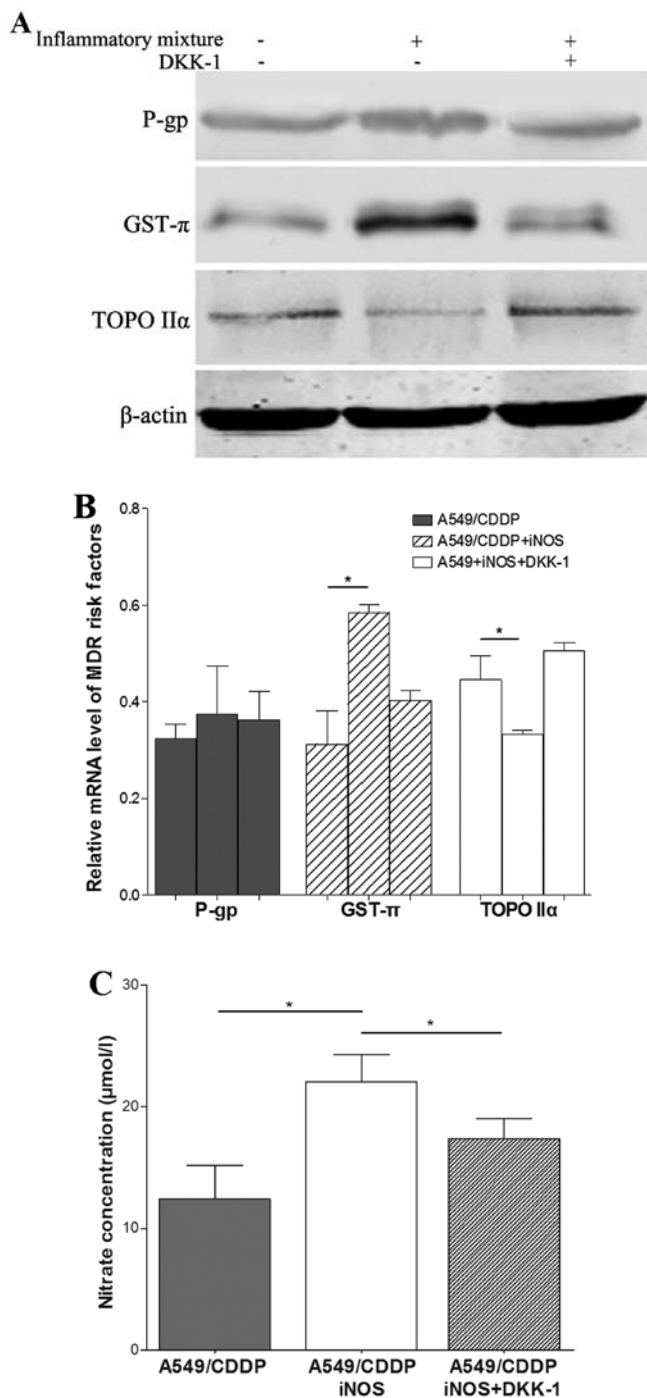 A
Inflammatory mixture - + +
DKK-1 - - +
P-gp
GST-π
TOPO IIα
β-actin
B
Relative mRNA level of MDR risk factors
0.8
0.6
0.4
0.2
0.0
A549/CDDP
A549/CDDP+iNOS
A549+iNOS+DKK-1
*
*
P-gp GST-π TOPO IIα
C
Nitrate concentration (µmol/l)
30
20
10
0
*
*
A549/CDDP A549/CDDP A549/CDDP
iNOS iNOS+DKK-1